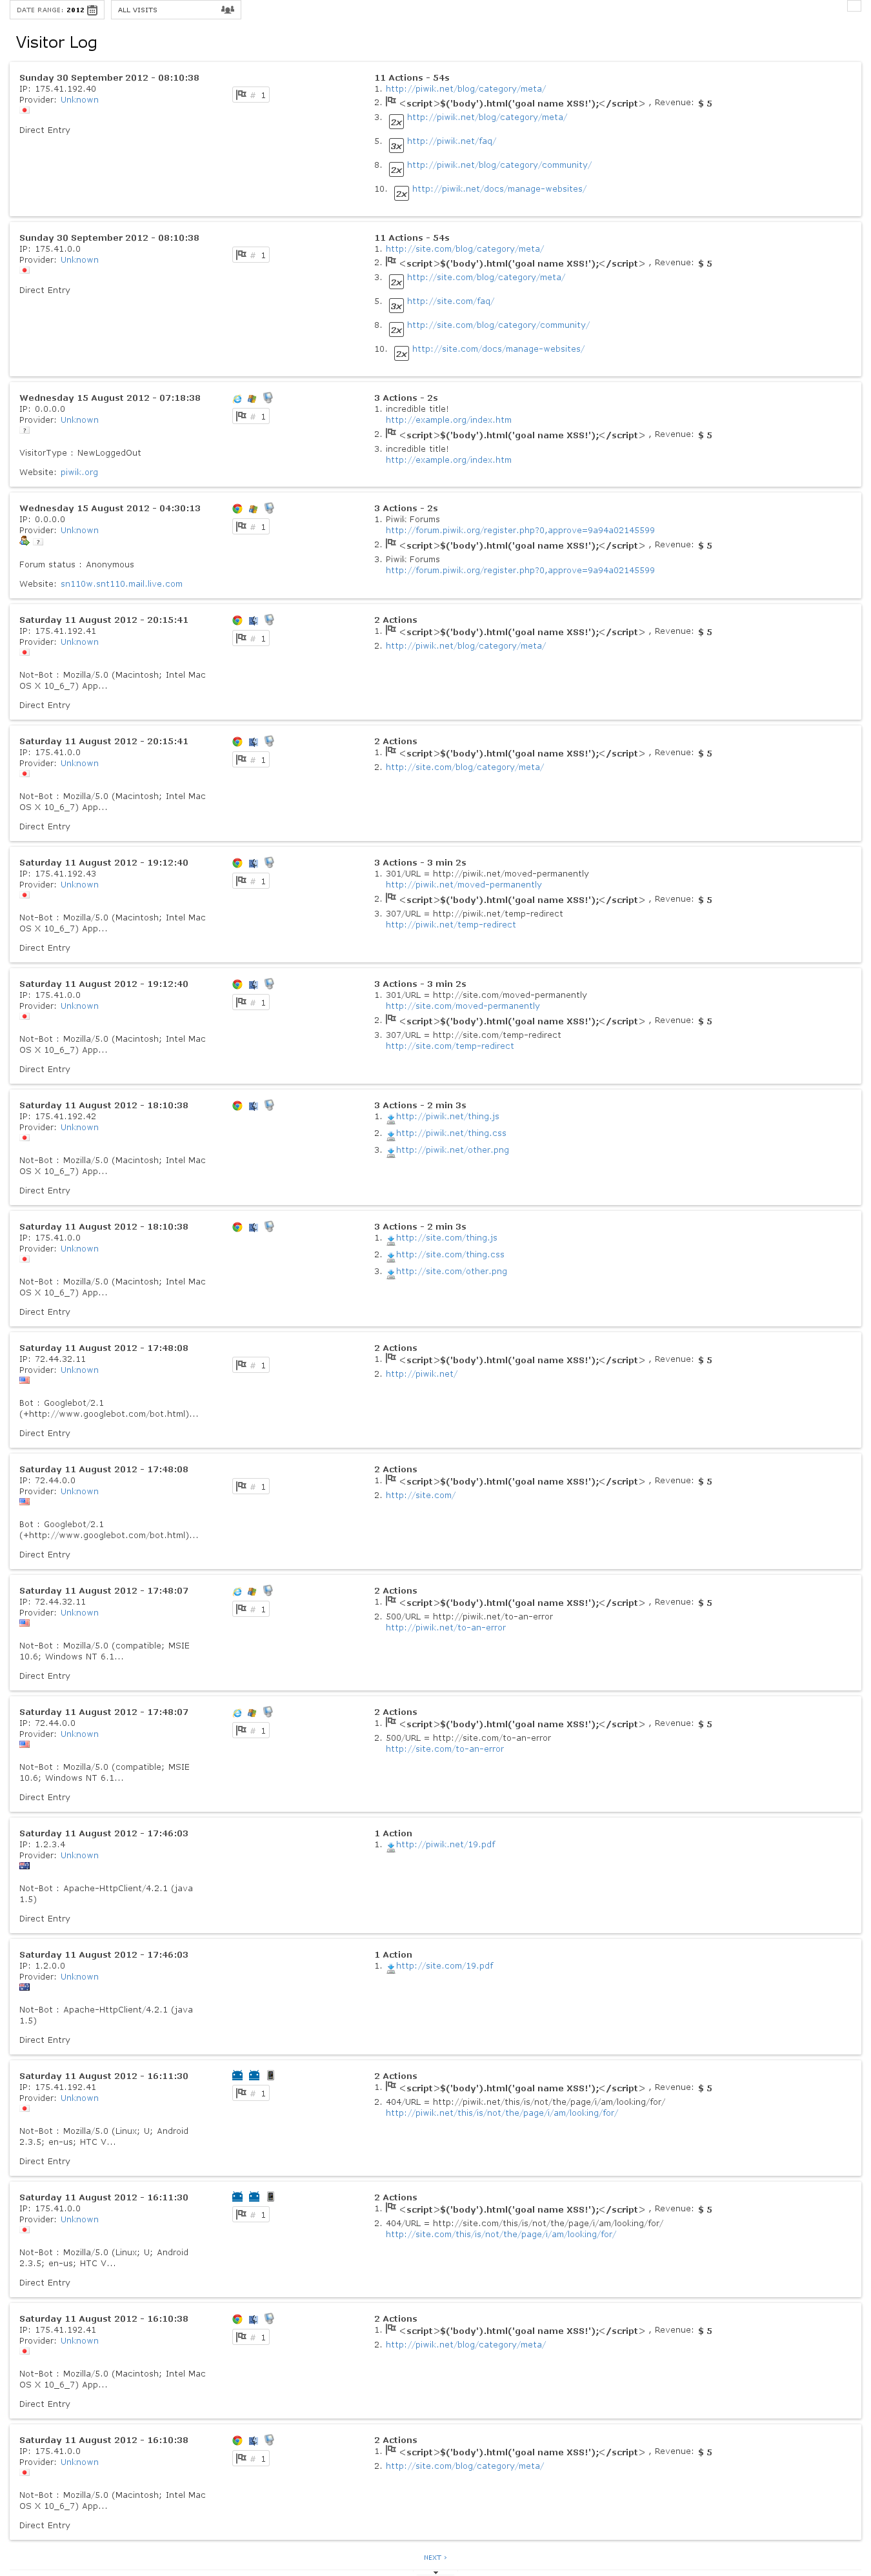 DATE RANGE: 2012
ALL VISITS
Visitor Log
Sunday 30 September 2012 - 08:10:38
IP: 175.41.192.40
Provider: Unknown
Direct Entry
# 1
11 Actions - 54s
1. http://piwik.net/blog/category/meta/
2. <script>$('body').html('goal name XSS!');</script> , Revenue: $ 5
3. 2x http://piwik.net/blog/category/meta/
5. 3x http://piwik.net/faq/
8. 2x http://piwik.net/blog/category/community/
10. 2x http://piwik.net/docs/manage-websites/
Sunday 30 September 2012 - 08:10:38
IP: 175.41.0.0
Provider: Unknown
Direct Entry
# 1
11 Actions - 54s
1. http://site.com/blog/category/meta/
2. <script>$('body').html('goal name XSS!');</script> , Revenue: $ 5
3. 2x http://site.com/blog/category/meta/
5. 3x http://site.com/faq/
8. 2x http://site.com/blog/category/community/
10. 2x http://site.com/docs/manage-websites/
Wednesday 15 August 2012 - 07:18:38
IP: 0.0.0.0
Provider: Unknown
?
VisitorType : NewLoggedOut
Website: piwik.org
# 1
3 Actions - 2s
1. incredible title!
http://example.org/index.htm
2. <script>$('body').html('goal name XSS!');</script> , Revenue: $ 5
3. incredible title!
http://example.org/index.htm
Wednesday 15 August 2012 - 04:30:13
IP: 0.0.0.0
Provider: Unknown
?
Forum status : Anonymous
Website: sn110w.snt110.mail.live.com
# 1
3 Actions - 2s
1. Piwik Forums
http://forum.piwik.org/register.php?0,approve=9a94a02145599
2. <script>$('body').html('goal name XSS!');</script> , Revenue: $ 5
3. Piwik Forums
http://forum.piwik.org/register.php?0,approve=9a94a02145599
Saturday 11 August 2012 - 20:15:41
IP: 175.41.192.41
Provider: Unknown
Not-Bot : Mozilla/5.0 (Macintosh; Intel Mac
OS X 10_6_7) App...
Direct Entry
# 1
2 Actions
1. <script>$('body').html('goal name XSS!');</script> , Revenue: $ 5
2. http://piwik.net/blog/category/meta/
Saturday 11 August 2012 - 20:15:41
IP: 175.41.0.0
Provider: Unknown
Not-Bot : Mozilla/5.0 (Macintosh; Intel Mac
OS X 10_6_7) App...
Direct Entry
# 1
2 Actions
1. <script>$('body').html('goal name XSS!');</script> , Revenue: $ 5
2. http://site.com/blog/category/meta/
Saturday 11 August 2012 - 19:12:40
IP: 175.41.192.43
Provider: Unknown
Not-Bot : Mozilla/5.0 (Macintosh; Intel Mac
OS X 10_6_7) App...
Direct Entry
# 1
3 Actions - 3 min 2s
1. 301/URL = http://piwik.net/moved-permanently
http://piwik.net/moved-permanently
2. <script>$('body').html('goal name XSS!');</script> , Revenue: $ 5
3. 307/URL = http://piwik.net/temp-redirect
http://piwik.net/temp-redirect
Saturday 11 August 2012 - 19:12:40
IP: 175.41.0.0
Provider: Unknown
Not-Bot : Mozilla/5.0 (Macintosh; Intel Mac
OS X 10_6_7) App...
Direct Entry
# 1
3 Actions - 3 min 2s
1. 301/URL = http://site.com/moved-permanently
http://site.com/moved-permanently
2. <script>$('body').html('goal name XSS!');</script> , Revenue: $ 5
3. 307/URL = http://site.com/temp-redirect
http://site.com/temp-redirect
Saturday 11 August 2012 - 18:10:38
IP: 175.41.192.42
Provider: Unknown
Not-Bot : Mozilla/5.0 (Macintosh; Intel Mac
OS X 10_6_7) App...
Direct Entry
3 Actions - 2 min 3s
1. http://piwik.net/thing.js
2. http://piwik.net/thing.css
3. http://piwik.net/other.png
Saturday 11 August 2012 - 18:10:38
IP: 175.41.0.0
Provider: Unknown
Not-Bot : Mozilla/5.0 (Macintosh; Intel Mac
OS X 10_6_7) App...
Direct Entry
3 Actions - 2 min 3s
1. http://site.com/thing.js
2. http://site.com/thing.css
3. http://site.com/other.png
Saturday 11 August 2012 - 17:48:08
IP: 72.44.32.11
Provider: Unknown
Bot : Googlebot/2.1
(+http://www.googlebot.com/bot.html)...
Direct Entry
# 1
2 Actions
1. <script>$('body').html('goal name XSS!');</script> , Revenue: $ 5
2. http://piwik.net/
Saturday 11 August 2012 - 17:48:08
IP: 72.44.0.0
Provider: Unknown
Bot : Googlebot/2.1
(+http://www.googlebot.com/bot.html)...
Direct Entry
# 1
2 Actions
1. <script>$('body').html('goal name XSS!');</script> , Revenue: $ 5
2. http://site.com/
Saturday 11 August 2012 - 17:48:07
IP: 72.44.32.11
Provider: Unknown
Not-Bot : Mozilla/5.0 (compatible; MSIE
10.6; Windows NT 6.1...
Direct Entry
# 1
2 Actions
1. <script>$('body').html('goal name XSS!');</script> , Revenue: $ 5
2. 500/URL = http://piwik.net/to-an-error
http://piwik.net/to-an-error
Saturday 11 August 2012 - 17:48:07
IP: 72.44.0.0
Provider: Unknown
Not-Bot : Mozilla/5.0 (compatible; MSIE
10.6; Windows NT 6.1...
Direct Entry
# 1
2 Actions
1. <script>$('body').html('goal name XSS!');</script> , Revenue: $ 5
2. 500/URL = http://site.com/to-an-error
http://site.com/to-an-error
Saturday 11 August 2012 - 17:46:03
IP: 1.2.3.4
Provider: Unknown
Not-Bot : Apache-HttpClient/4.2.1 (java
1.5)
Direct Entry
1 Action
1. http://piwik.net/19.pdf
Saturday 11 August 2012 - 17:46:03
IP: 1.2.0.0
Provider: Unknown
Not-Bot : Apache-HttpClient/4.2.1 (java
1.5)
Direct Entry
1 Action
1. http://site.com/19.pdf
Saturday 11 August 2012 - 16:11:30
IP: 175.41.192.41
Provider: Unknown
Not-Bot : Mozilla/5.0 (Linux; U; Android
2.3.5; en-us; HTC V...
Direct Entry
# 1
2 Actions
1. <script>$('body').html('goal name XSS!');</script> , Revenue: $ 5
2. 404/URL = http://piwik.net/this/is/not/the/page/i/am/looking/for/
http://piwik.net/this/is/not/the/page/i/am/looking/for/
Saturday 11 August 2012 - 16:11:30
IP: 175.41.0.0
Provider: Unknown
Not-Bot : Mozilla/5.0 (Linux; U; Android
2.3.5; en-us; HTC V...
Direct Entry
# 1
2 Actions
1. <script>$('body').html('goal name XSS!');</script> , Revenue: $ 5
2. 404/URL = http://site.com/this/is/not/the/page/i/am/looking/for/
http://site.com/this/is/not/the/page/i/am/looking/for/
Saturday 11 August 2012 - 16:10:38
IP: 175.41.192.41
Provider: Unknown
Not-Bot : Mozilla/5.0 (Macintosh; Intel Mac
OS X 10_6_7) App...
Direct Entry
# 1
2 Actions
1. <script>$('body').html('goal name XSS!');</script> , Revenue: $ 5
2. http://piwik.net/blog/category/meta/
Saturday 11 August 2012 - 16:10:38
IP: 175.41.0.0
Provider: Unknown
Not-Bot : Mozilla/5.0 (Macintosh; Intel Mac
OS X 10_6_7) App...
Direct Entry
# 1
2 Actions
1. <script>$('body').html('goal name XSS!');</script> , Revenue: $ 5
2. http://site.com/blog/category/meta/
NEXT >